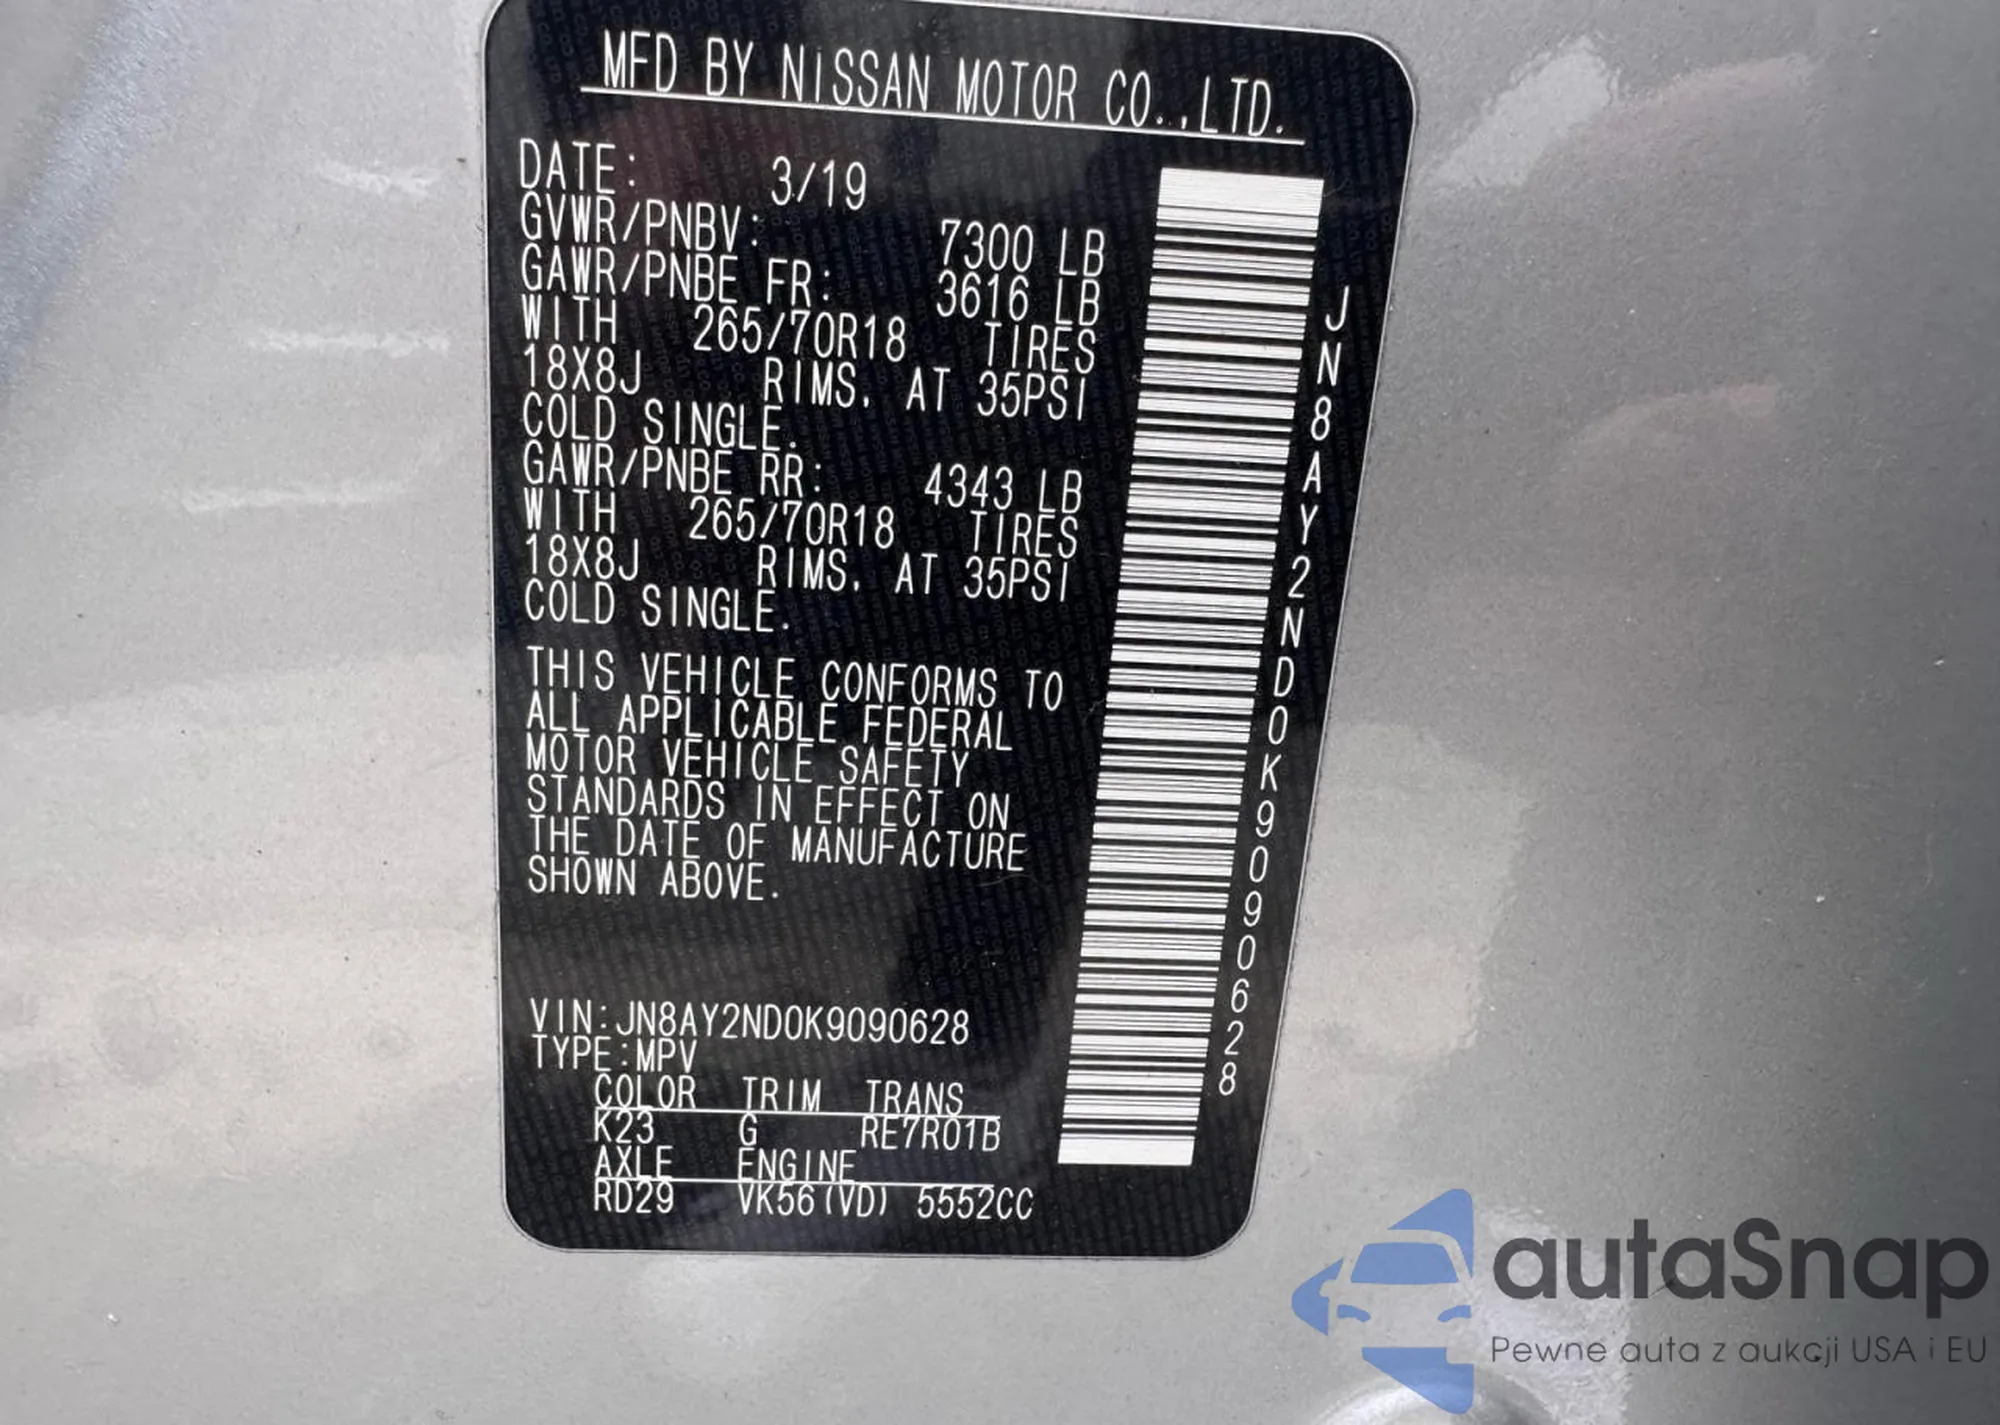 MFD BY NISSAN MOTOR CO.,LTD.
DATE: 3/19
GVWR/PNBV: 7300 LB
GAWR/PNBE FR: 3616 LB
WITH 265/70R18 TIRES
18X8J RIMS, AT 35PSI
COLD SINGLE.
GAWR/PNBE RR: 4343 LB
WITH 265/70R18 TIRES
18X8J RIMS, AT 35PSI
COLD SINGLE.
THIS VEHICLE CONFORMS TO
ALL APPLICABLE FEDERAL
MOTOR VEHICLE SAFETY
STANDARDS IN EFFECT ON
THE DATE OF MANUFACTURE
SHOWN ABOVE.
VIN:JN8AY2ND0K9090628
TYPE:MPV
COLOR TRIM TRANS
K23 G RE7R01B
AXLE ENGINE
RD29 VK56(VD) 5552CC
JN8AY2ND0K9090628
autaSnap
Pewne auta z aukcji USA i EU